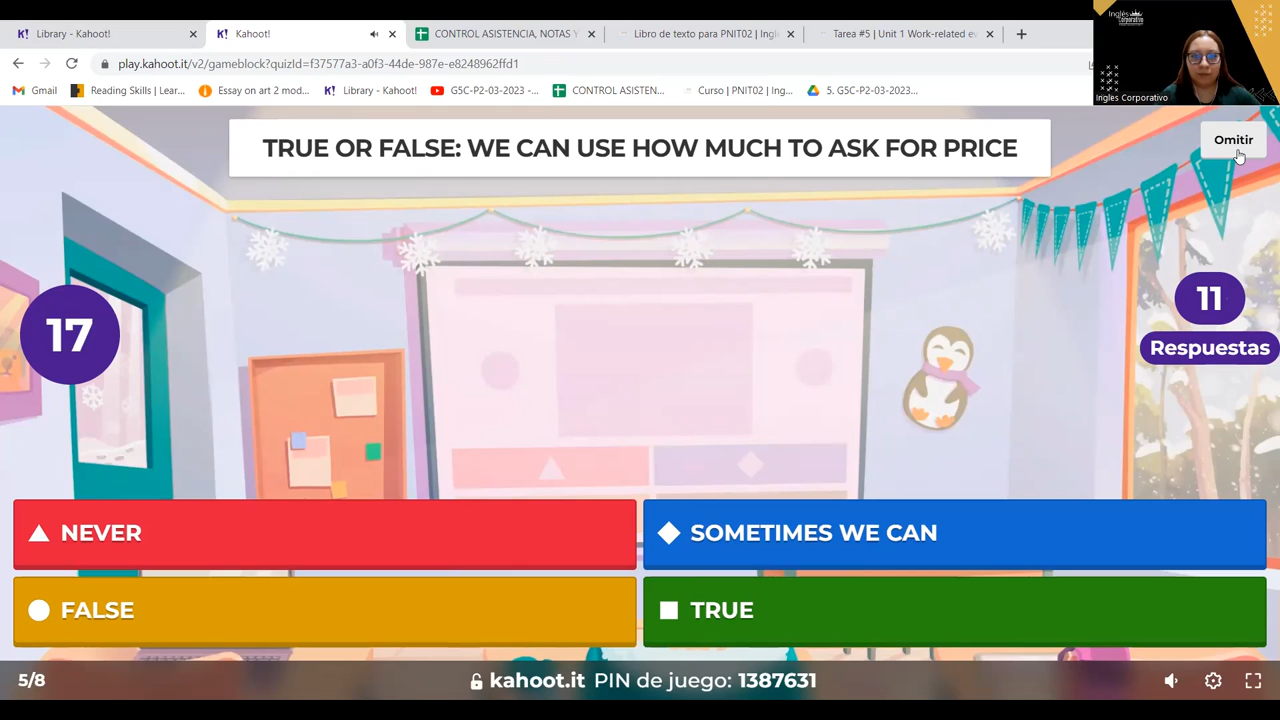 Library - Kahoot!
Kahoot!
CONTROL ASISTENCIA, NOTAS Y
Libro de texto para PNIT02 | Ingl
Tarea #5 | Unit 1 Work-related ev
play.kahoot.it/v2/gameblock?quizId=f37577a3-a0f3-44de-987e-e8248962ffd1
Gmail
Reading Skills | Lear...
Essay on art 2 mod...
Library - Kahoot!
G5C-P2-03-2023 -...
CONTROL ASISTEN...
Curso | PNIT02 | Ing...
5. G5C-P2-03-2023...
Inglés
Corporativo
Ingles Corporativo
TRUE OR FALSE: WE CAN USE HOW MUCH TO ASK FOR PRICE
Omitir
17
11
Respuestas
NEVER
SOMETIMES WE CAN
FALSE
TRUE
5/8
kahoot.it PIN de juego: 1387631